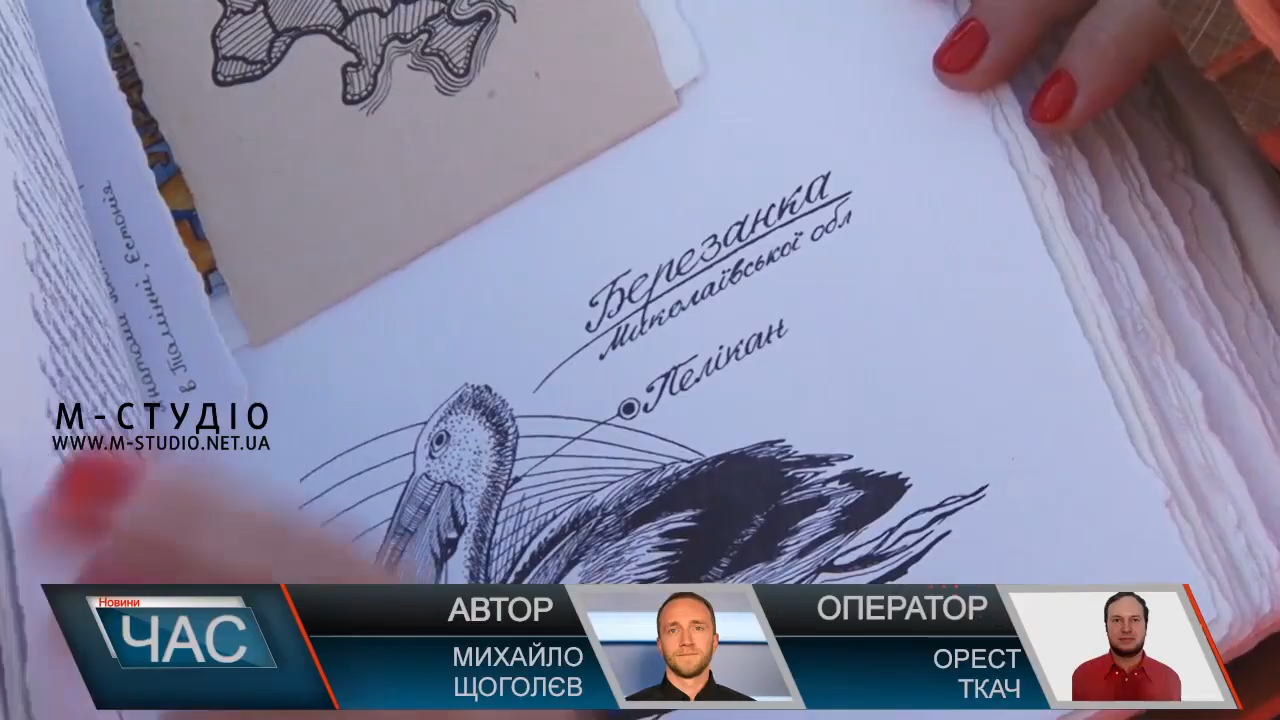 Березанка
Миколаївської обл
Пелікан
в Таллінні, Естонія
М-СТУДІО
WWW.M-STUDIO.NET.UA
Новини
ЧАС
АВТОР
МИХАЙЛО
ЩОГОЛЄВ
ОПЕРАТОР
ОРЕСТ
ТКАЧ